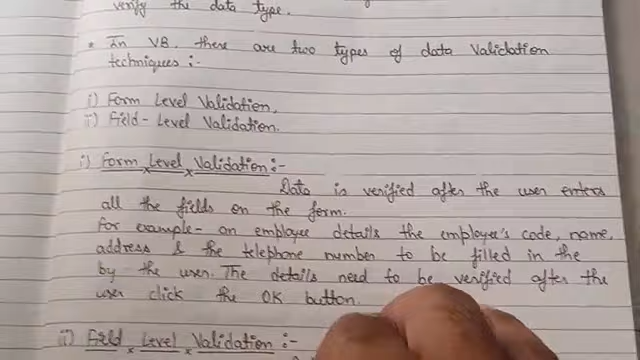 verify the data type.
* In VB, there are two types of data Validation
techniques :-
i) Form Level Validation,
ii) Field-Level Validation.
i) Form Level Validation :-
Data is verified after the user enters
all the fields on the form.
For example - an employee details the employee's code, name,
address & the telephone number to be filled in the
by the user. The details need to be verified after the
user click the OK button.
ii) Field Level Validation :-